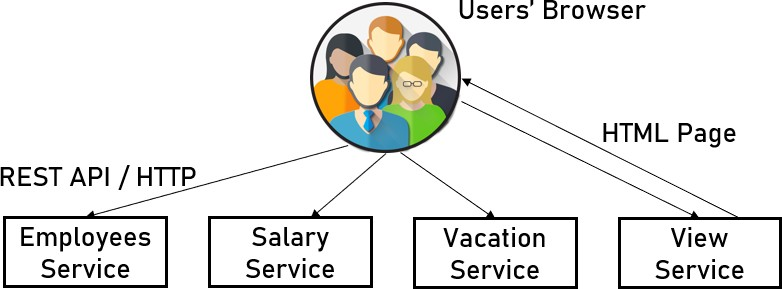 Users' Browser
HTML Page
REST API / HTTP
Employees
Service
Salary
Service
Vacation
Service
View
Service